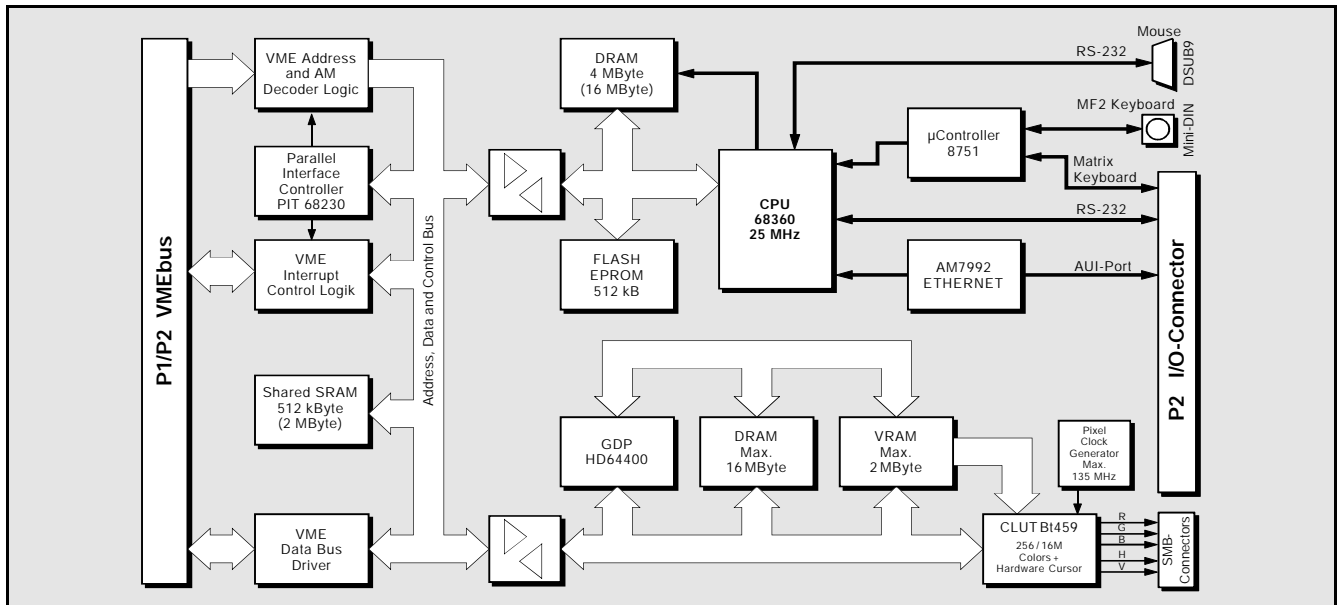 P1/P2 VMEbus
VME Address
and AM
Decoder Logic
Parallel
Interface
Controller
PIT 68230
VME
Interrupt
Control Logik
Shared SRAM
512 kByte
(2 MByte)
VME
Data Bus
Driver
Address, Data and Control Bus
DRAM
4 MByte
(16 MByte)
FLASH
EPROM
512 kB
CPU
68360
25 MHz
RS-232
Mouse
DSUB9
µController
8751
MF2 Keyboard
Mini-DIN
Matrix
Keyboard
RS-232
AM7992
ETHERNET
AUI-Port
P2 I/O-Connector
GDP
HD64400
DRAM
Max.
16 MByte
VRAM
Max.
2 MByte
Pixel
Clock
Generator
Max.
135 MHz
CLUT Bt459
256/16M
Colors +
Hardware Cursor
R
G
B
H
V
SMB-
Connectors